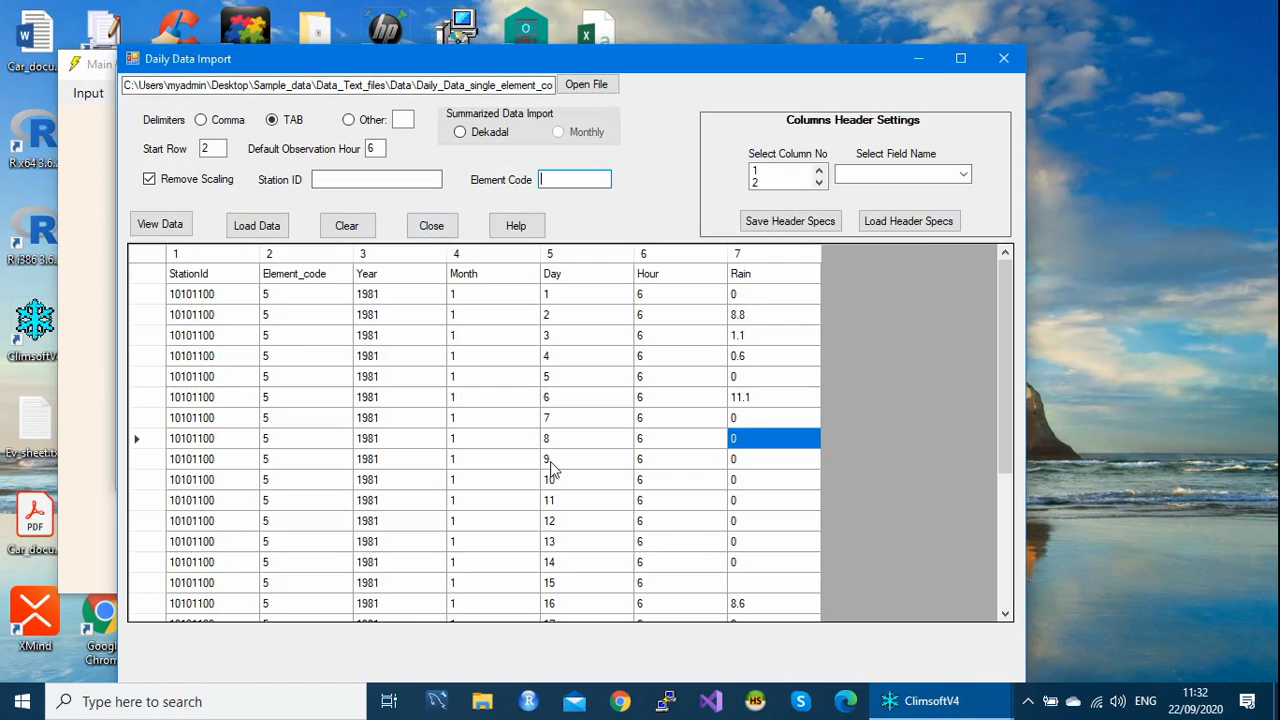 Daily Data Import
Main
Input
C:\Users\myadmin\Desktop\Sample_data\Data_Text_files\Data\Daily_Data_single_element_co
Open File
Delimiters
Comma
TAB
Other:
Summarized Data Import
Dekadal
Monthly
Start Row
2
Default Observation Hour
6
Remove Scaling
Station ID
Element Code
Columns Header Settings
Select Column No
Select Field Name
1
2
Save Header Specs
Load Header Specs
View Data
Load Data
Clear
Close
Help
1 2 3 4 5 6 7
StationId Element_code Year Month Day Hour Rain
10101100 5 1981 1 1 6 0
10101100 5 1981 1 2 6 8.8
10101100 5 1981 1 3 6 1.1
10101100 5 1981 1 4 6 0.6
10101100 5 1981 1 5 6 0
10101100 5 1981 1 6 6 11.1
10101100 5 1981 1 7 6 0
10101100 5 1981 1 8 6 0
10101100 5 1981 1 9 6 0
10101100 5 1981 1 10 6 0
10101100 5 1981 1 11 6 0
10101100 5 1981 1 12 6 0
10101100 5 1981 1 13 6 0
10101100 5 1981 1 14 6 0
10101100 5 1981 1 15 6
10101100 5 1981 1 16 6 8.6
Car_docu
R x64 3.6.
R i386 3.6.
ClimsoftV4
Ev_sheet.tx
PDF
Car_docu.
XMind
Googl
Chrom
hp
Type here to search
ClimsoftV4
ENG
11:32
22/09/2020